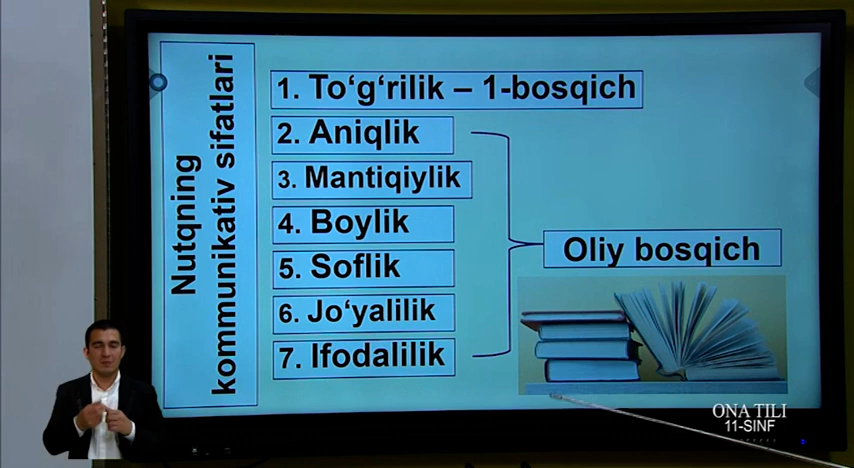 Nutqning
kommunikativ sifatlari
1. To‘g‘rilik – 1-bosqich
2. Aniqlik
3. Mantiqiylik
4. Boylik
5. Soflik
6. Jo‘yalilik
7. Ifodalilik
Oliy bosqich
ONA TILI
11-SINF